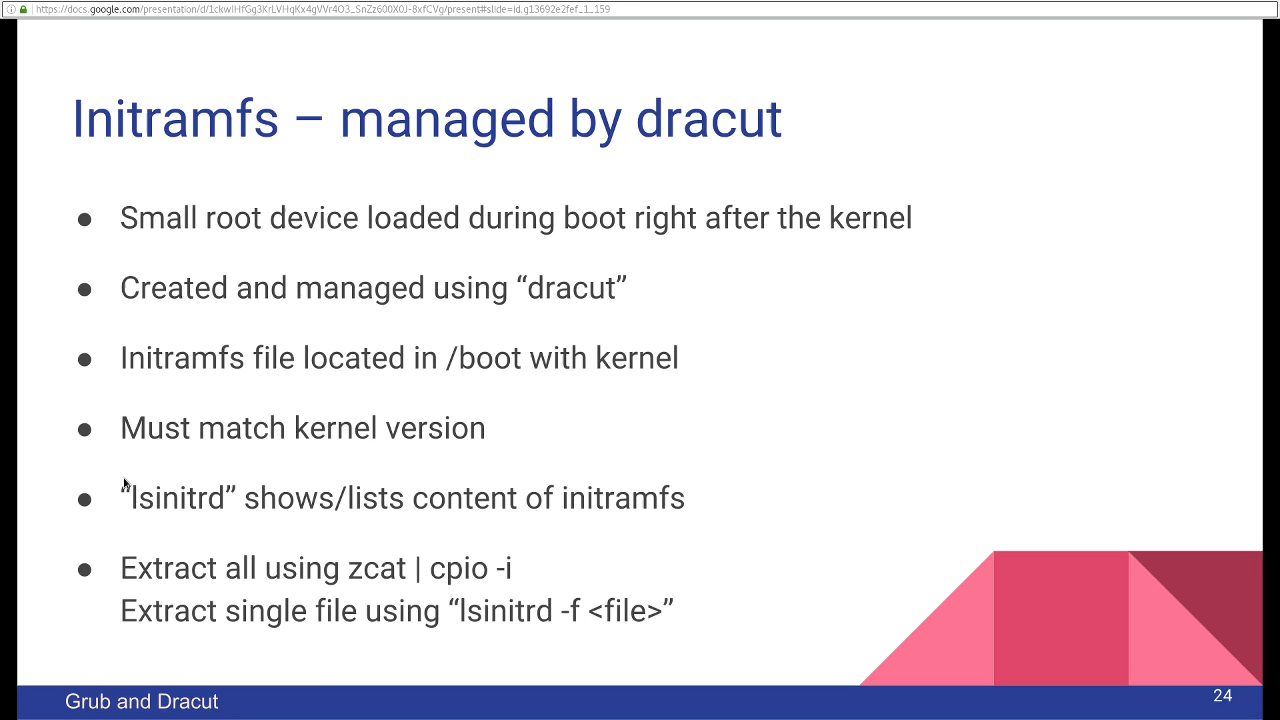 https://docs.google.com/presentation/d/1ckwIHfGg3KrLVHqKx4gVVr4O3_SnZz600X0J-8xfCVg/present#slide=id.g13692e2fef_1_159
Initramfs – managed by dracut
● Small root device loaded during boot right after the kernel
● Created and managed using “dracut”
● Initramfs file located in /boot with kernel
● Must match kernel version
● “lsinitrd” shows/lists content of initramfs
● Extract all using zcat | cpio -i
Extract single file using “lsinitrd -f <file>”
Grub and Dracut
24